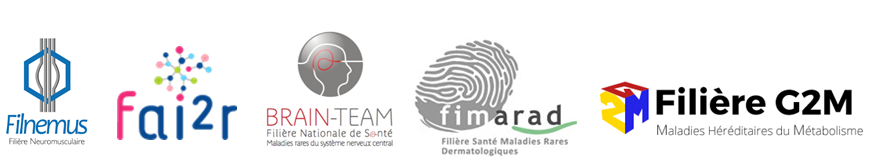 Filnemus
Filière Neuromusculaire
fai2r
BRAIN-TEAM
Filière Nationale de Santé
Maladies rares du système nerveux central
fimarad
Filière Santé Maladies Rares
Dermatologiques
G2M
Filière G2M
Maladies Héréditaires du Métabolisme